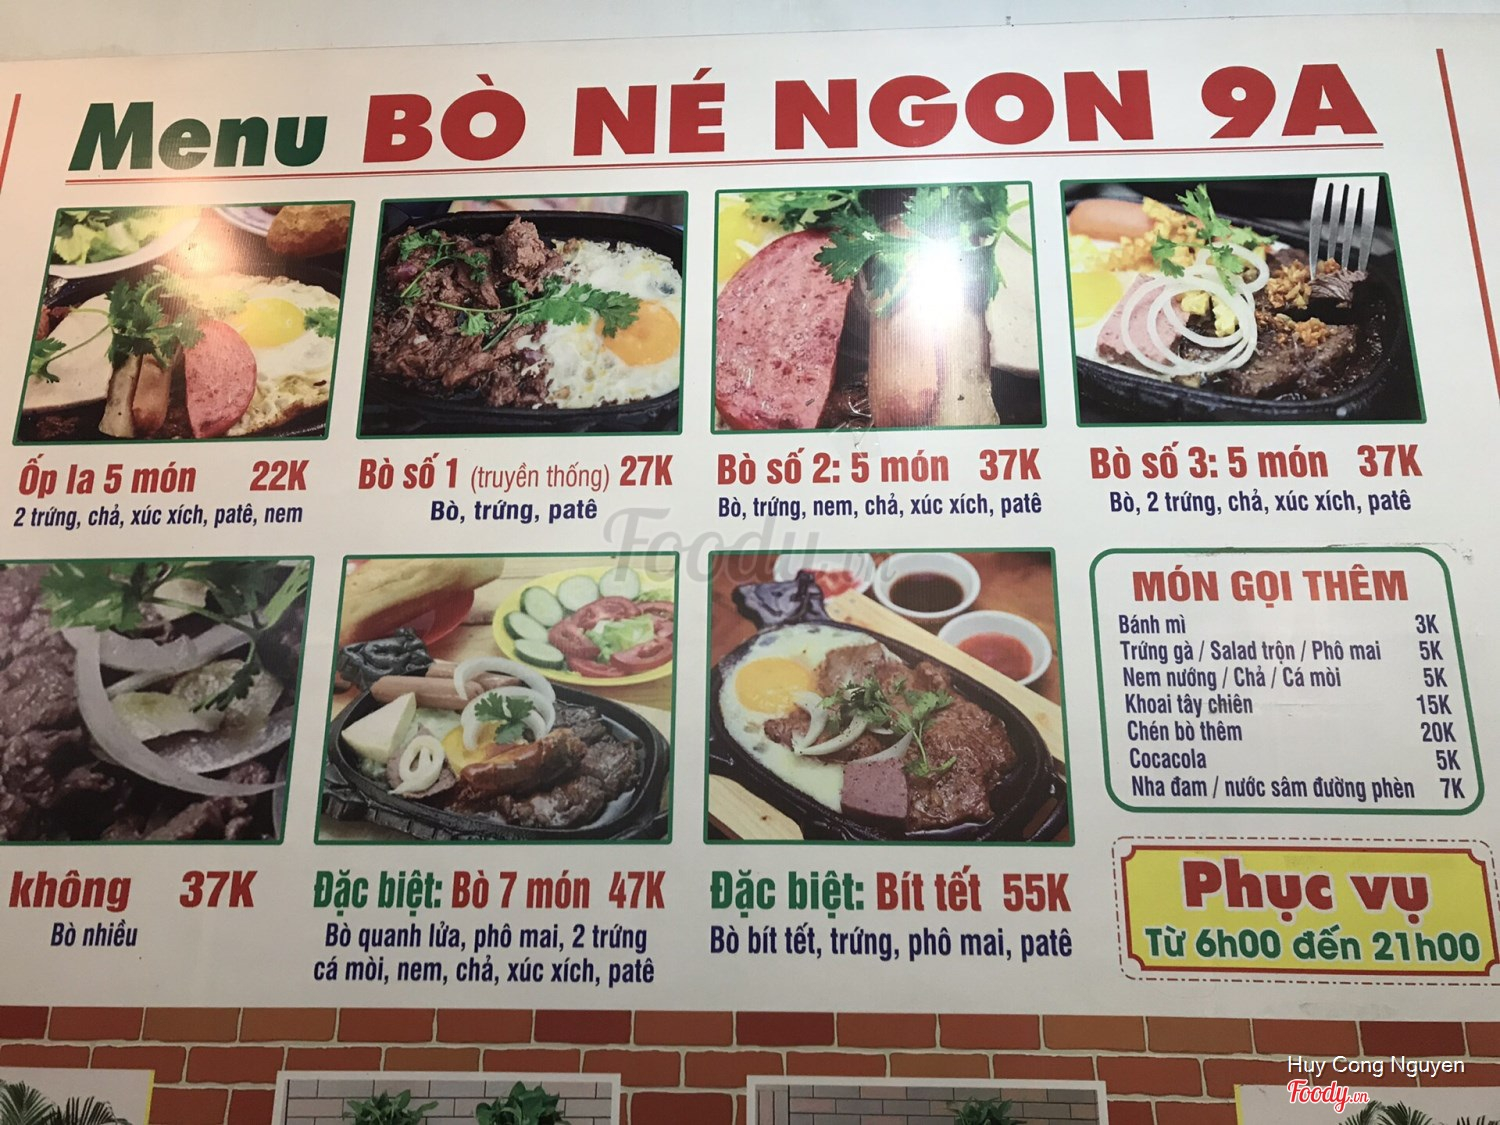 Menu BÒ NÉ NGON 9A
Ốp la 5 món 22K
2 trứng, chả, xúc xích, patê, nem
Bò số 1 (truyền thống) 27K
Bò, trứng, patê
Bò số 2: 5 món 37K
Bò, trứng, nem, chả, xúc xích, patê
Bò số 3: 5 món 37K
Bò, 2 trứng, chả, xúc xích, patê
Foody.vn
không 37K
Bò nhiều
Đặc biệt: Bò 7 món 47K
Bò quanh lửa, phô mai, 2 trứng
cá mòi, nem, chả, xúc xích, patê
Đặc biệt: Bít tết 55K
Bò bít tết, trứng, phô mai, patê
MÓN GỌI THÊM
Bánh mì 3K
Trứng gà / Salad trộn / Phô mai 5K
Nem nướng / Chả / Cá mòi 5K
Khoai tây chiên 15K
Chén bò thêm 20K
Cocacola 5K
Nha đam / nước sâm đường phèn 7K
Phục vụ
Từ 6h00 đến 21h00
Huy Cong Nguyen
Foody.vn